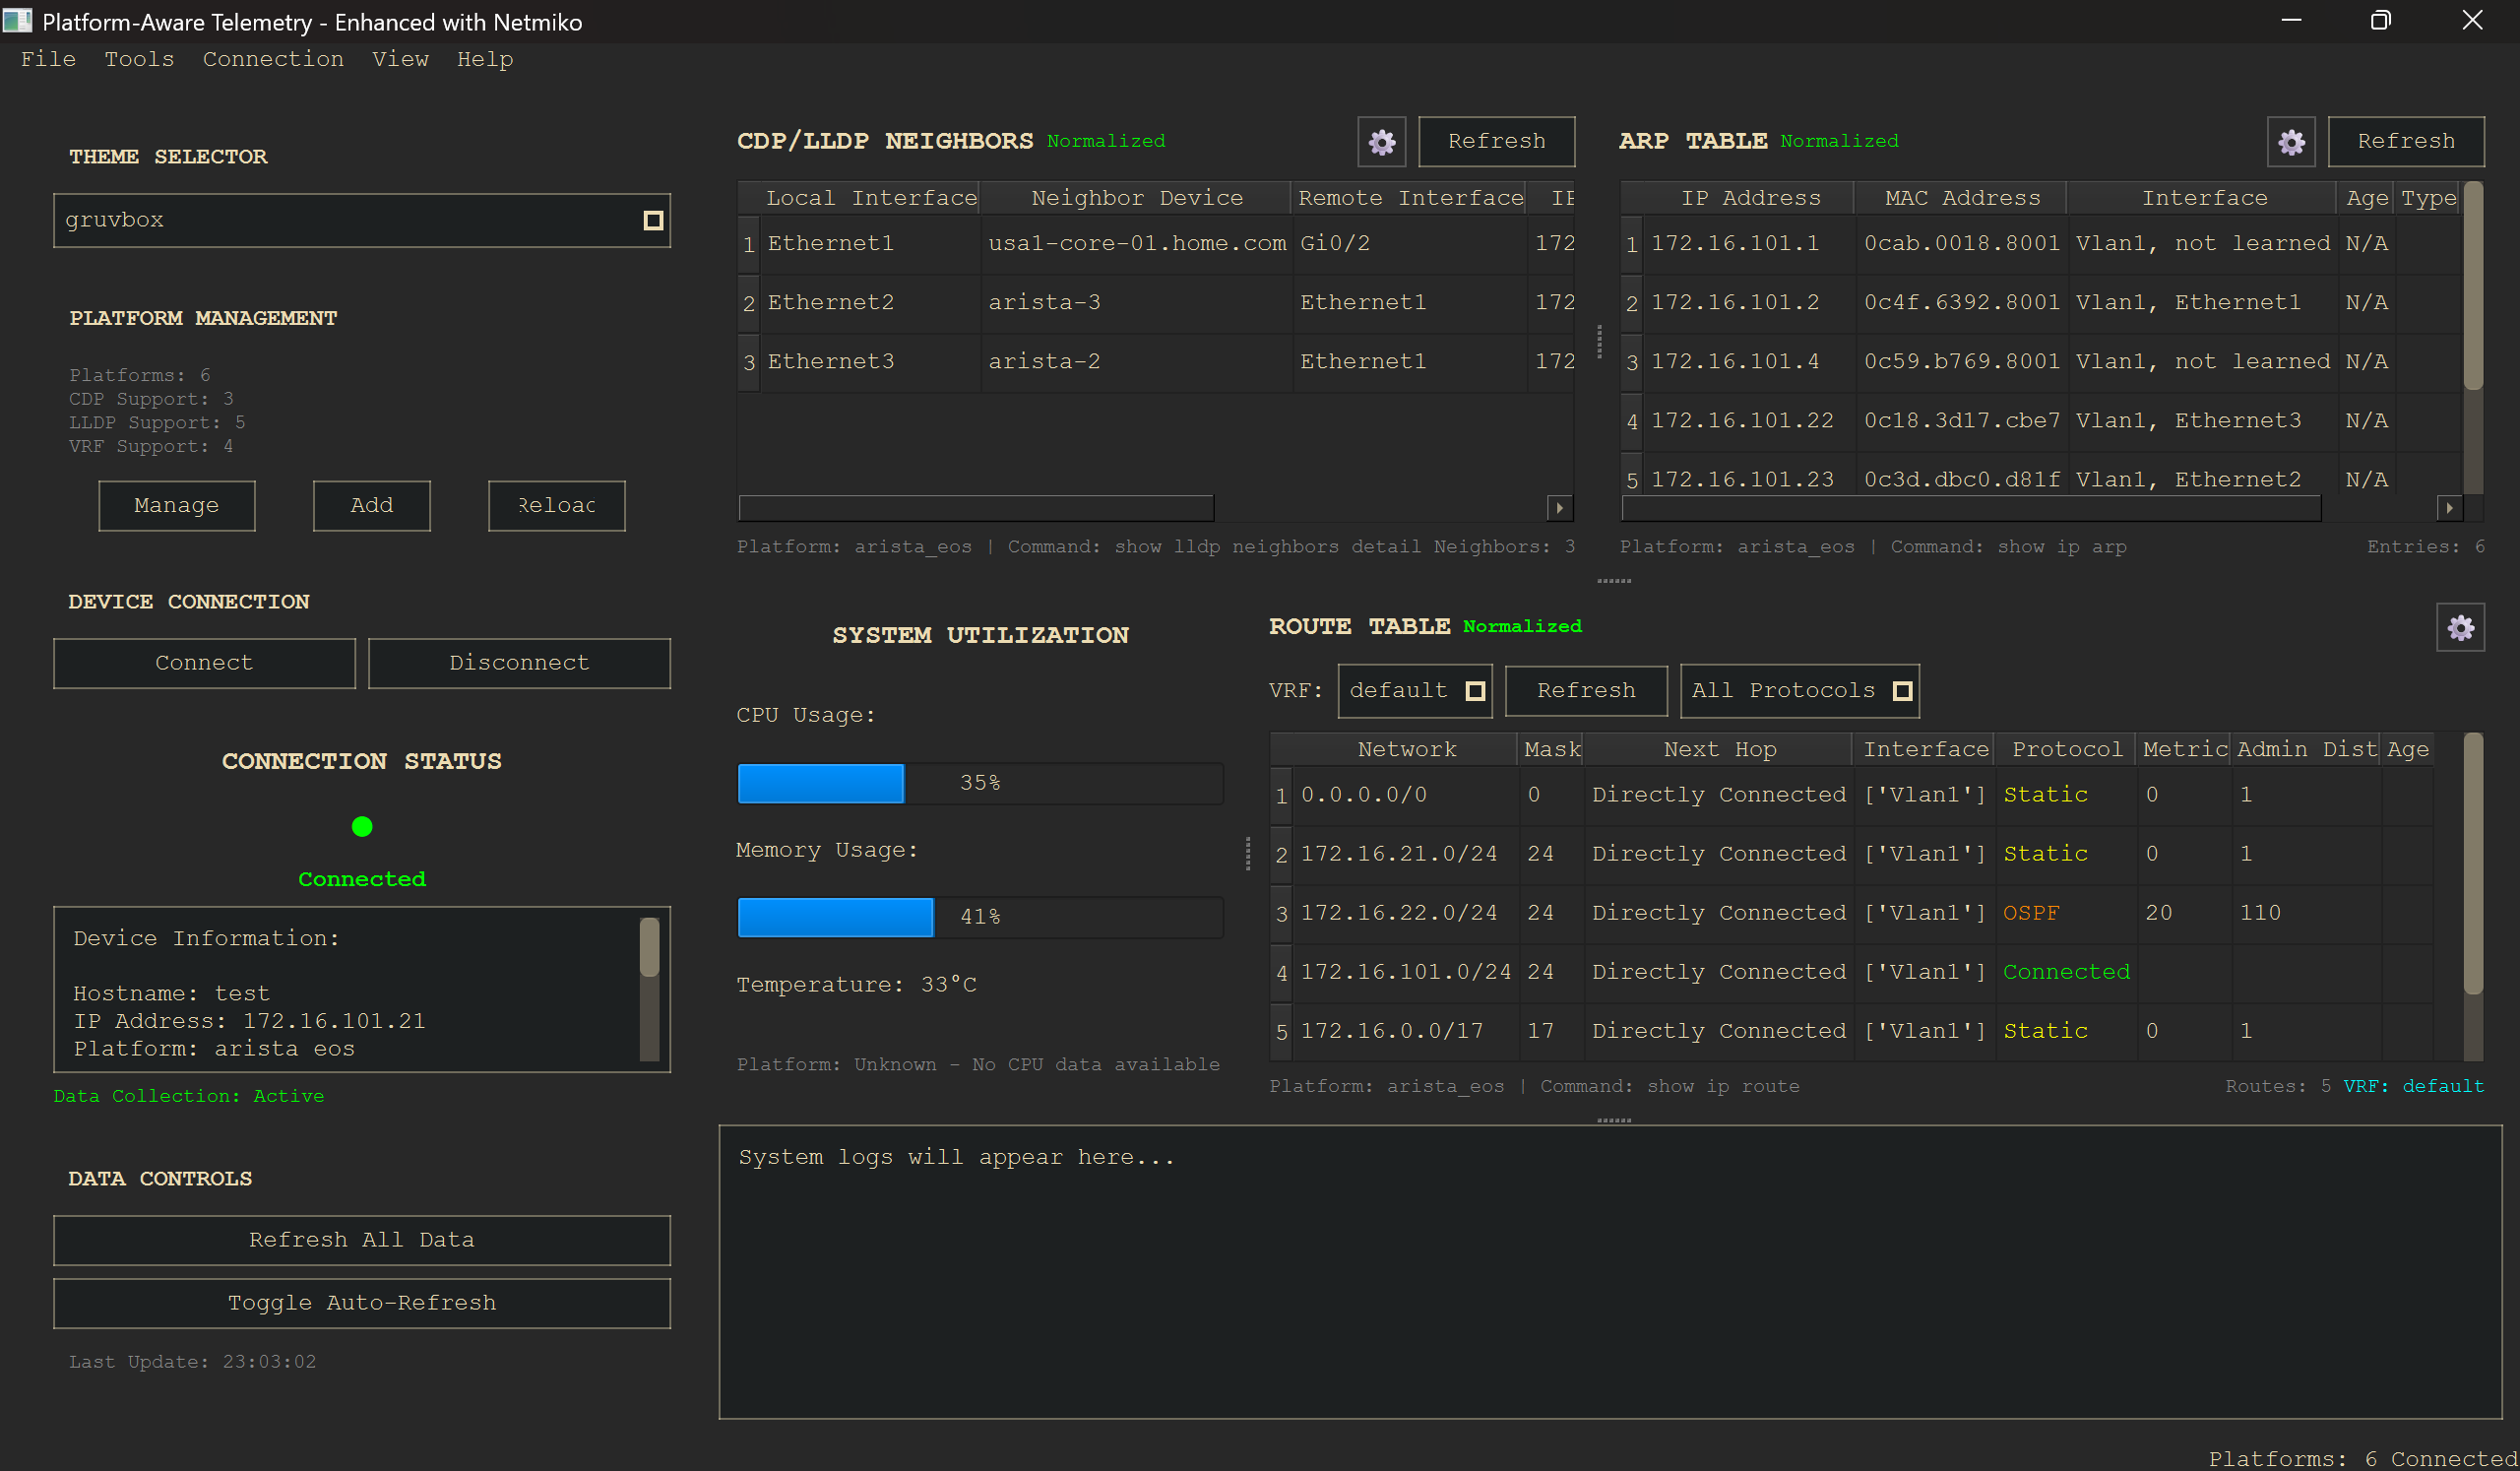 Platform-Aware Telemetry - Enhanced with Netmiko
File Tools Connection View Help
THEME SELECTOR
gruvbox
PLATFORM MANAGEMENT
Platforms: 6
CDP Support: 3
LLDP Support: 5
VRF Support: 4
Manage Add Reload
DEVICE CONNECTION
Connect Disconnect
CONNECTION STATUS
Connected
Device Information:
Hostname: test
IP Address: 172.16.101.21
Platform: arista eos
Data Collection: Active
DATA CONTROLS
Refresh All Data
Toggle Auto-Refresh
Last Update: 23:03:02
CDP/LLDP NEIGHBORS Normalized Refresh
Local Interface Neighbor Device Remote Interface IP
1 Ethernet1 usa1-core-01.home.com Gi0/2 172
2 Ethernet2 arista-3 Ethernet1 172
3 Ethernet3 arista-2 Ethernet1 172
Platform: arista_eos | Command: show lldp neighbors detail Neighbors: 3
ARP TABLE Normalized Refresh
IP Address MAC Address Interface Age Type
1 172.16.101.1 0cab.0018.8001 Vlan1, not learned N/A
2 172.16.101.2 0c4f.6392.8001 Vlan1, Ethernet1 N/A
3 172.16.101.4 0c59.b769.8001 Vlan1, not learned N/A
4 172.16.101.22 0c18.3d17.cbe7 Vlan1, Ethernet3 N/A
5 172.16.101.23 0c3d.dbc0.d81f Vlan1, Ethernet2 N/A
Platform: arista_eos | Command: show ip arp Entries: 6
SYSTEM UTILIZATION
CPU Usage:
35%
Memory Usage:
41%
Temperature: 33°C
Platform: Unknown - No CPU data available
ROUTE TABLE Normalized
VRF: default Refresh All Protocols
Network Mask Next Hop Interface Protocol Metric Admin Dist Age
1 0.0.0.0/0 0 Directly Connected ['Vlan1'] Static 0 1
2 172.16.21.0/24 24 Directly Connected ['Vlan1'] Static 0 1
3 172.16.22.0/24 24 Directly Connected ['Vlan1'] OSPF 20 110
4 172.16.101.0/24 24 Directly Connected ['Vlan1'] Connected
5 172.16.0.0/17 17 Directly Connected ['Vlan1'] Static 0 1
Platform: arista_eos | Command: show ip route Routes: 5 VRF: default
System logs will appear here...
Platforms: 6 Connected